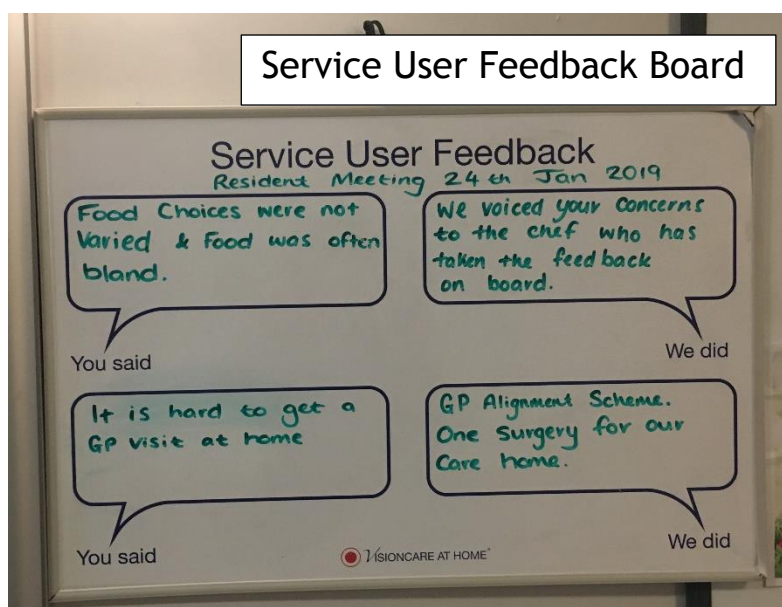 Service User Feedback Board
Service User Feedback
Resident Meeting 24th Jan 2019
Food Choices were not
Varied & Food was often
bland.
You said
We voiced your concerns
to the chef who has
taken the feedback
on board.
We did
It is hard to get a
GP visit at home
You said
GP Alignment Scheme.
One Surgery for our
Care home.
We did
VISIONCARE AT HOME